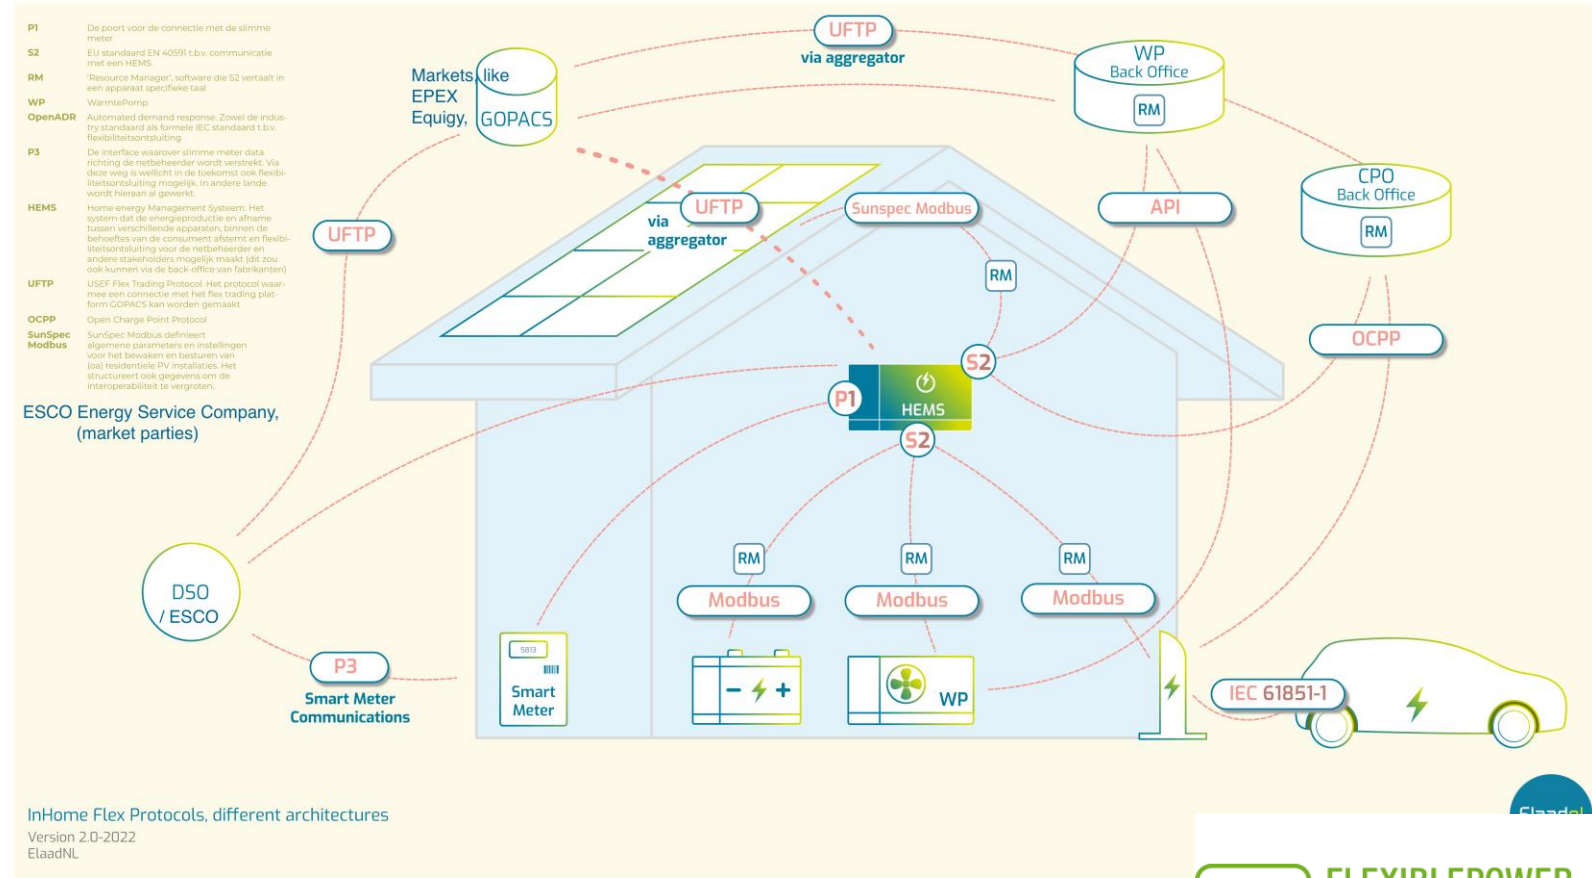 P1 De poort voor de connectie met de slimme
meter
S2 EU standaard EN 40591 t.b.v. communicatie
met een HEMS
RM 'Resource Manager', software die S2 vertaalt in
een apparaat specifieke taal
WP WarmtePomp
OpenADR Automated demand response. Zowel de indus-
try standaard als formele IEC standaard t.b.v.
flexibiliteitsontsluiting
P3 De interface waarover slimme meter data
richting de netbeheerder wordt verstrekt. Via
deze weg is wellicht in de toekomst ook flexibi-
liteitsontsluiting mogelijk. In andere lande
wordt hieraan al gewerkt.
HEMS Home energy Management Systeem. Het
systeem dat de energieproductie en afname
tussen verschillende apparaten, binnen de
behoeftes van de consument afstemt en flexibi-
liteitsontsluiting voor de netbeheerder en
andere stakeholders mogelijk maakt (dit zou
ook kunnen via de back-office van fabrikanten)
UFTP USEF Flex Trading Protocol. Het protocol waar-
mee een connectie met het flex trading plat-
form GOPACS kan worden gemaakt
OCPP Open Charge Point Protocol
SunSpec SunSpec Modbus definieert
Modbus algemene parameters en instellingen
voor het bewaken en besturen van
(oa) residentiele PV installaties. Het
structureert ook gegevens om de
interoperabiliteit te vergroten.
ESCO Energy Service Company,
(market parties)
Markets, like
EPEX
Equigy,
GOPACS
UFTP
via aggregator
WP
Back Office
RM
CPO
Back Office
RM
UFTP
UFTP
via
aggregator
Sunspec Modbus
API
RM
OCPP
S2
P1
HEMS
S2
DSO
/ ESCO
RM
RM
RM
Modbus
Modbus
Modbus
P3
Smart Meter
Communications
5813
Smart
Meter
WP
IEC 61851-1
InHome Flex Protocols, different architectures
Version 2.0-2022
ElaadNL
Elaadnl
FLEXIBLEPOWER